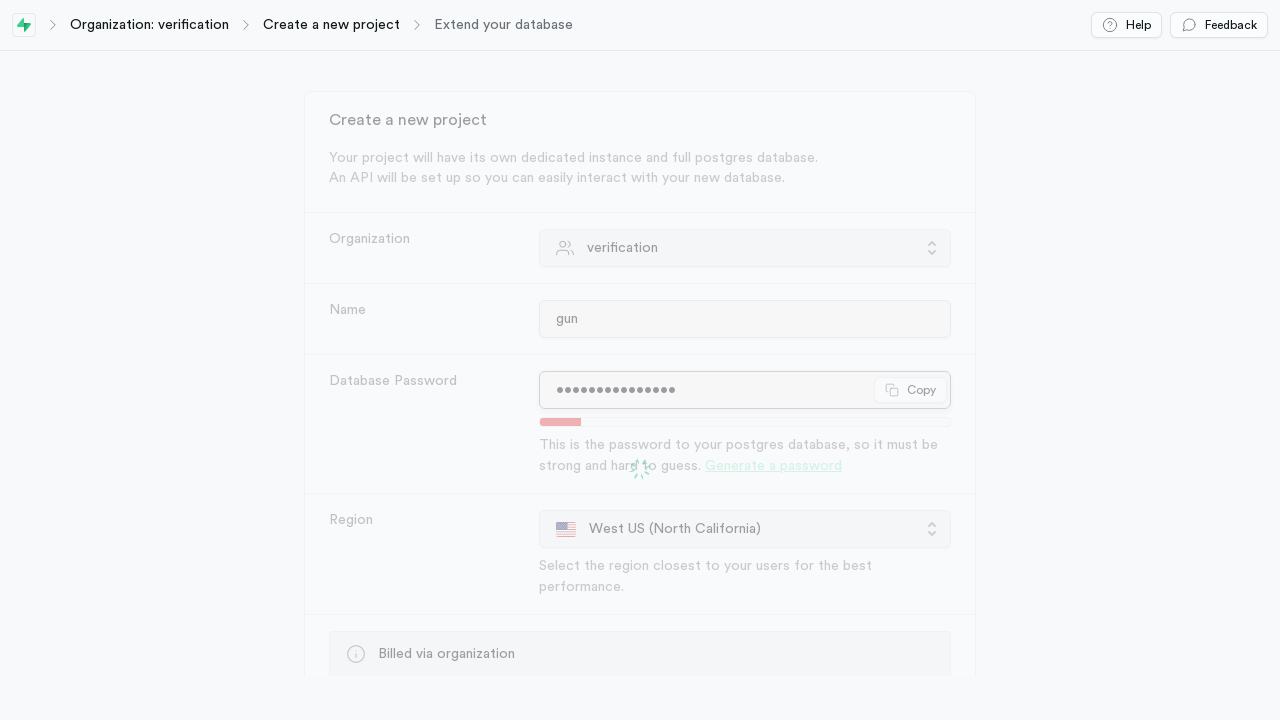 Organization: verification
Create a new project
Extend your database
Help
Feedback
Create a new project
Your project will have its own dedicated instance and full postgres database.
An API will be set up so you can easily interact with your new database.
Organization
verification
Name
gun
Database Password
•••••••••••••••
Copy
This is the password to your postgres database, so it must be
strong and hard to guess. Generate a password
Region
West US (North California)
Select the region closest to your users for the best
performance.
Billed via organization